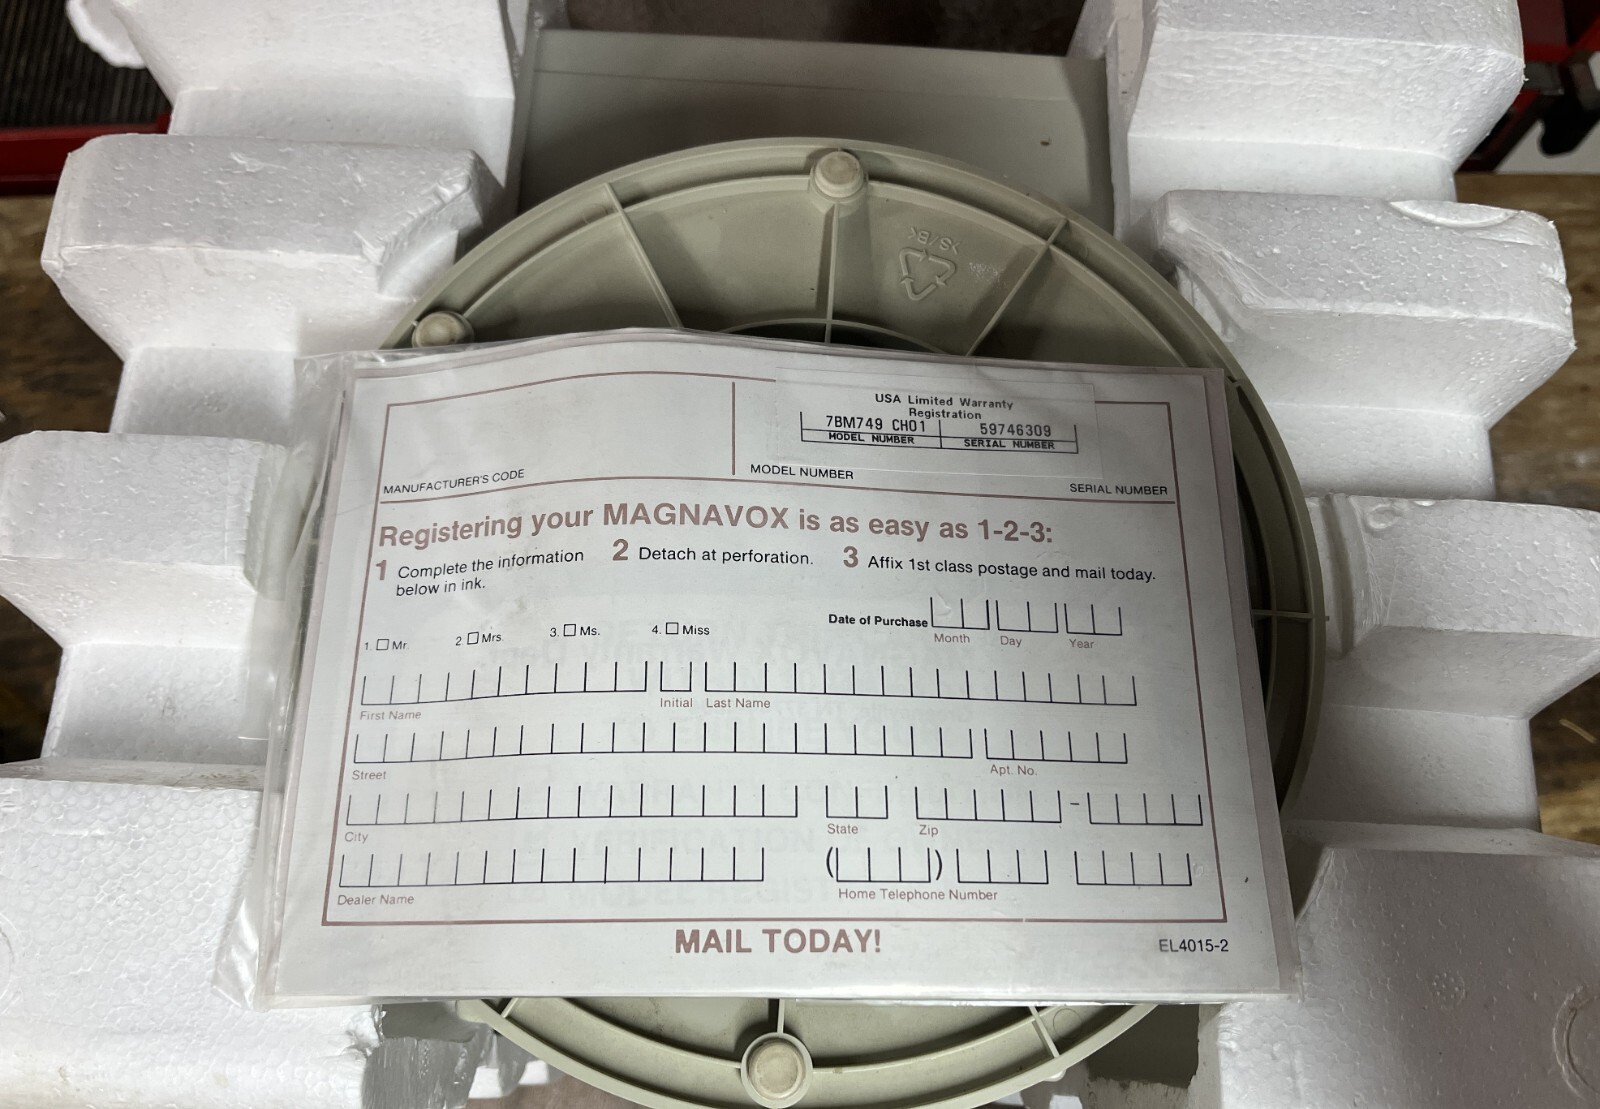 >BK/SK<
USA Limited Warranty
Registration
7BM749 CH01 59746309
MODEL NUMBER SERIAL NUMBER
MANUFACTURER'S CODE MODEL NUMBER SERIAL NUMBER
Registering your MAGNAVOX is as easy as 1-2-3:
1 Complete the information below in ink.
2 Detach at perforation.
3 Affix 1st class postage and mail today.
Date of Purchase
Month Day Year
1. Mr. 2 Mrs. 3. Ms. 4. Miss
First Name Initial Last Name
Street Apt. No.
City State Zip –
( )
Dealer Name Home Telephone Number
MAIL TODAY!
EL4015-2